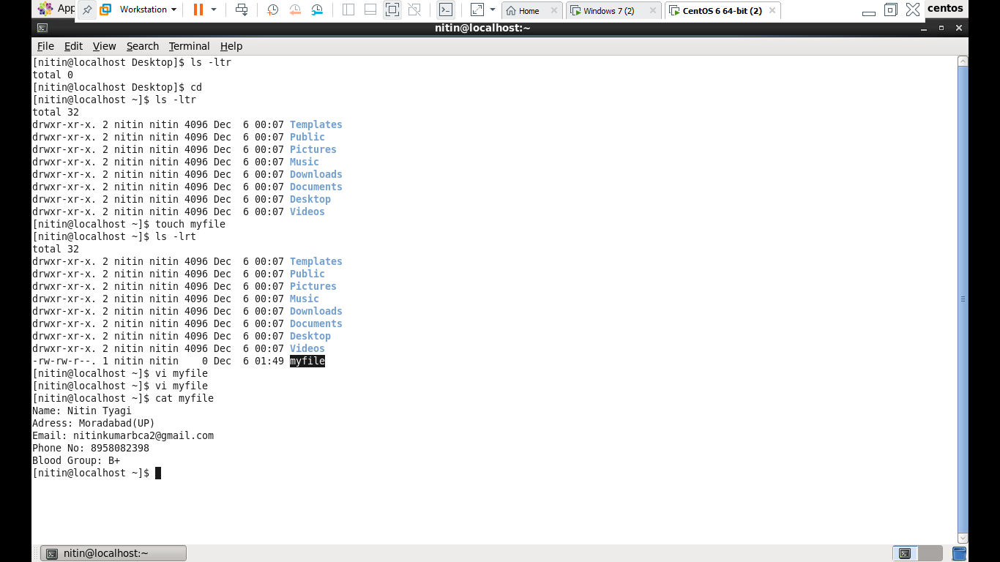 App Workstation Home Windows 7 (2) CentOS 6 64-bit (2) centos
nitin@localhost:~
File Edit View Search Terminal Help
[nitin@localhost Desktop]$ ls -ltr
total 0
[nitin@localhost Desktop]$ cd
[nitin@localhost ~]$ ls -ltr
total 32
drwxr-xr-x. 2 nitin nitin 4096 Dec  6 00:07 Templates
drwxr-xr-x. 2 nitin nitin 4096 Dec  6 00:07 Public
drwxr-xr-x. 2 nitin nitin 4096 Dec  6 00:07 Pictures
drwxr-xr-x. 2 nitin nitin 4096 Dec  6 00:07 Music
drwxr-xr-x. 2 nitin nitin 4096 Dec  6 00:07 Downloads
drwxr-xr-x. 2 nitin nitin 4096 Dec  6 00:07 Documents
drwxr-xr-x. 2 nitin nitin 4096 Dec  6 00:07 Desktop
drwxr-xr-x. 2 nitin nitin 4096 Dec  6 00:07 Videos
[nitin@localhost ~]$ touch myfile
[nitin@localhost ~]$ ls -lrt
total 32
drwxr-xr-x. 2 nitin nitin 4096 Dec  6 00:07 Templates
drwxr-xr-x. 2 nitin nitin 4096 Dec  6 00:07 Public
drwxr-xr-x. 2 nitin nitin 4096 Dec  6 00:07 Pictures
drwxr-xr-x. 2 nitin nitin 4096 Dec  6 00:07 Music
drwxr-xr-x. 2 nitin nitin 4096 Dec  6 00:07 Downloads
drwxr-xr-x. 2 nitin nitin 4096 Dec  6 00:07 Documents
drwxr-xr-x. 2 nitin nitin 4096 Dec  6 00:07 Desktop
drwxr-xr-x. 2 nitin nitin 4096 Dec  6 00:07 Videos
-rw-rw-r--. 1 nitin nitin    0 Dec  6 01:49 myfile
[nitin@localhost ~]$ vi myfile
[nitin@localhost ~]$ vi myfile
[nitin@localhost ~]$ cat myfile
Name: Nitin Tyagi
Adress: Moradabad(UP)
Email: nitinkumarbca2@gmail.com
Phone No: 8958082398
Blood Group: B+
[nitin@localhost ~]$
nitin@localhost:~